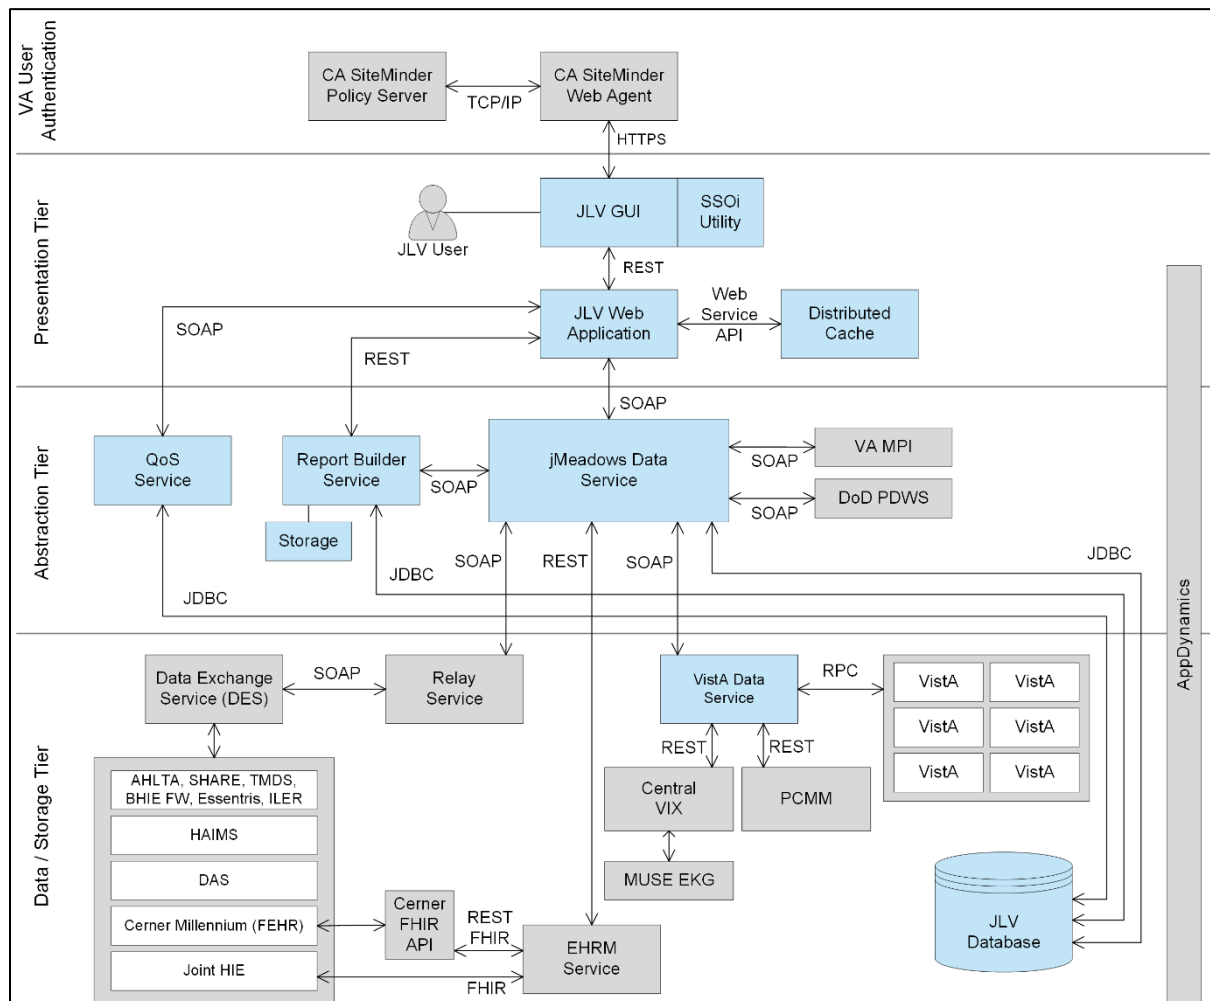 VA User
Authentication
CA SiteMinder
Policy Server
TCP/IP
CA SiteMinder
Web Agent
HTTPS
Presentation Tier
JLV User
JLV GUI
SSOi
Utility
REST
SOAP
REST
JLV Web
Application
Web
Service
API
Distributed
Cache
SOAP
Abstraction Tier
QoS
Service
Report Builder
Service
Storage
SOAP
jMeadows Data
Service
SOAP
VA MPI
SOAP
DoD PDWS
SOAP
REST
SOAP
JDBC
JDBC
JDBC
AppDynamics
Data / Storage Tier
Data Exchange
Service (DES)
SOAP
Relay
Service
VistA Data
Service
RPC
VistA
VistA
VistA
VistA
VistA
VistA
REST
REST
Central
VIX
PCMM
MUSE EKG
AHLTA, SHARE, TMDS,
BHIE FW, Essentris, ILER
HAIMS
DAS
Cerner Millennium (FEHR)
Joint HIE
Cerner
FHIR
API
REST
FHIR
FHIR
EHRM
Service
JLV
Database